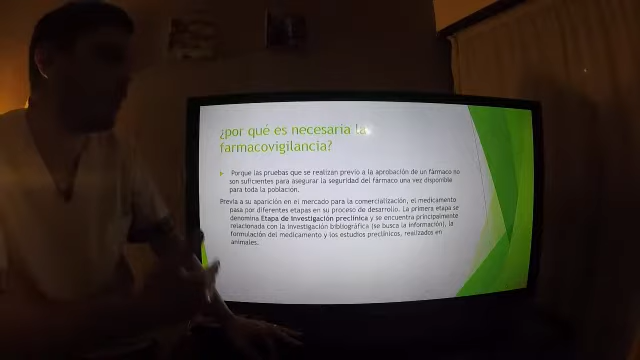 ¿por qué es necesaria la
farmacovigilancia?
Porque las pruebas que se realizan previo a la aprobación de un fármaco no
son suficientes para asegurar la seguridad del fármaco una vez disponible
para toda la población.
Previa a su aparición en el mercado para la comercialización, el medicamento
pasa por diferentes etapas en su proceso de desarrollo. La primera etapa se
denomina Etapa de investigación preclínica y se encuentra principalmente
relacionada con la investigación bibliográfica (se busca la información), la
formulación del medicamento y los estudios preclínicos, realizados en
animales.